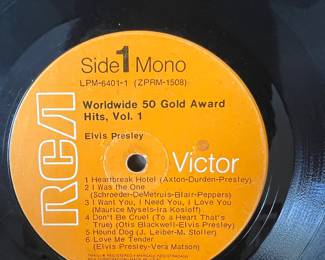 Side 1 Mono
LPM-6401-1 (ZPRM-1508)
Worldwide 50 Gold Award
Hits, Vol. 1
Elvis Presley
RCA
Victor
1 Heartbreak Hotel (Axton-Durden-Presley)
2 I Was the One
(Schroeder-DeMetruis-Blair-Peppers)
3 I Want You, I Need You, I Love You
(Maurice Mysels-Ira Kosloff)
4 Don't Be Cruel (To a Heart That's
True) (Otis Blackwell-Elvis Presley)
5 Hound Dog (J. Leiber-M. Stoller)
6 Love Me Tender
(Elvis Presley-Vera Matson)